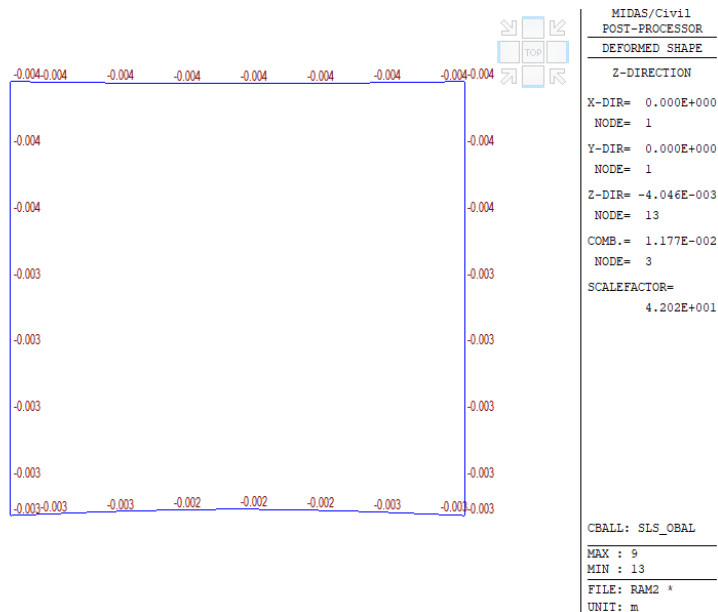 MIDAS/Civil
POST-PROCESSOR
DEFORMED SHAPE
Z-DIRECTION
X-DIR= 0.000E+000
NODE= 1
Y-DIR= 0.000E+000
NODE= 1
Z-DIR= -4.046E-003
NODE= 13
COMB.= 1.177E-002
NODE= 3
SCALEFACTOR=
4.202E+001
CBALL: SLS_OBAL
MAX : 9
MIN : 13
FILE: RAM2 *
UNIT: m
TOP
-0.004 -0.004 -0.004 -0.004 -0.004 -0.004 -0.004 -0.004 -0.004
-0.004 -0.004
-0.004 -0.004
-0.003 -0.003
-0.003 -0.003
-0.003 -0.003
-0.003 -0.003
-0.003 -0.003 -0.003 -0.002 -0.002 -0.002 -0.003 -0.003 -0.003